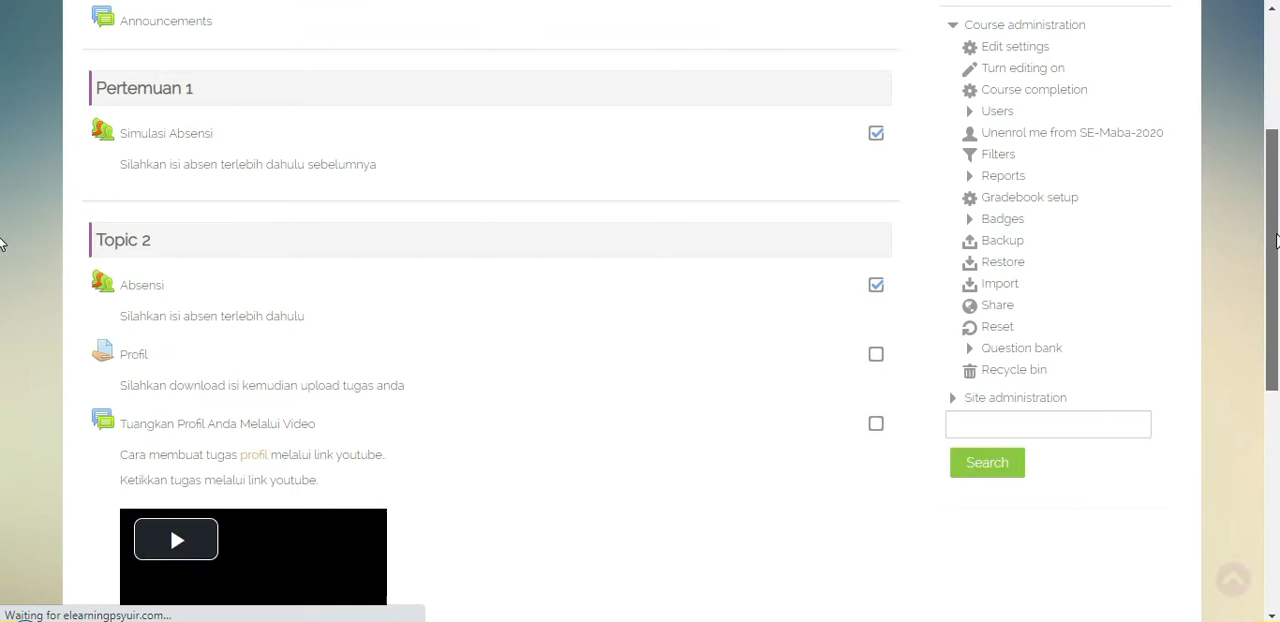 Announcements
Pertemuan 1
Simulasi Absensi
Silahkan isi absen terlebih dahulu sebelumnya
Topic 2
Absensi
Silahkan isi absen terlebih dahulu
Profil
Silahkan download isi kemudian upload tugas anda
Tuangkan Profil Anda Melalui Video
Cara membuat tugas profil melalui link youtube..
Ketikkan tugas melalui link youtube.
Waiting for elearningpsyuir.com...
Course administration
Edit settings
Turn editing on
Course completion
Users
Unenrol me from SE-Maba-2020
Filters
Reports
Gradebook setup
Badges
Backup
Restore
Import
Share
Reset
Question bank
Recycle bin
Site administration
Search